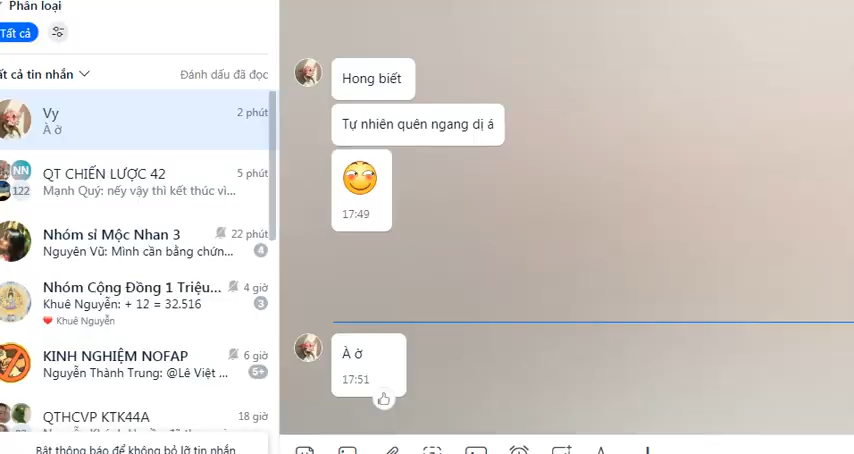 Phân loại
Tất cả
ất cả tin nhắn
Đánh dấu đã đọc
Vy
2 phút
À ờ
NN
122
QT CHIẾN LƯỢC 42
5 phút
Mạnh Quý: nếy vậy thì kết thúc vi...
Nhóm sỉ Mộc Nhan 3
22 phút
Nguyên Vũ: Mình cần bằng chứn...
4
Nhóm Cộng Đồng 1 Triệu...
4 giờ
Khuê Nguyễn: + 12 = 32.516
3
Khuê Nguyễn
KINH NGHIỆM NOFAP
6 giờ
Nguyễn Thành Trung: @Lê Việt ...
5+
QTHCVP KTK44A
18 giờ
Bật thông báo để không bỏ lỡ tin nhắn
Hong biết
Tự nhiên quên ngang dị á
17:49
À ờ
17:51